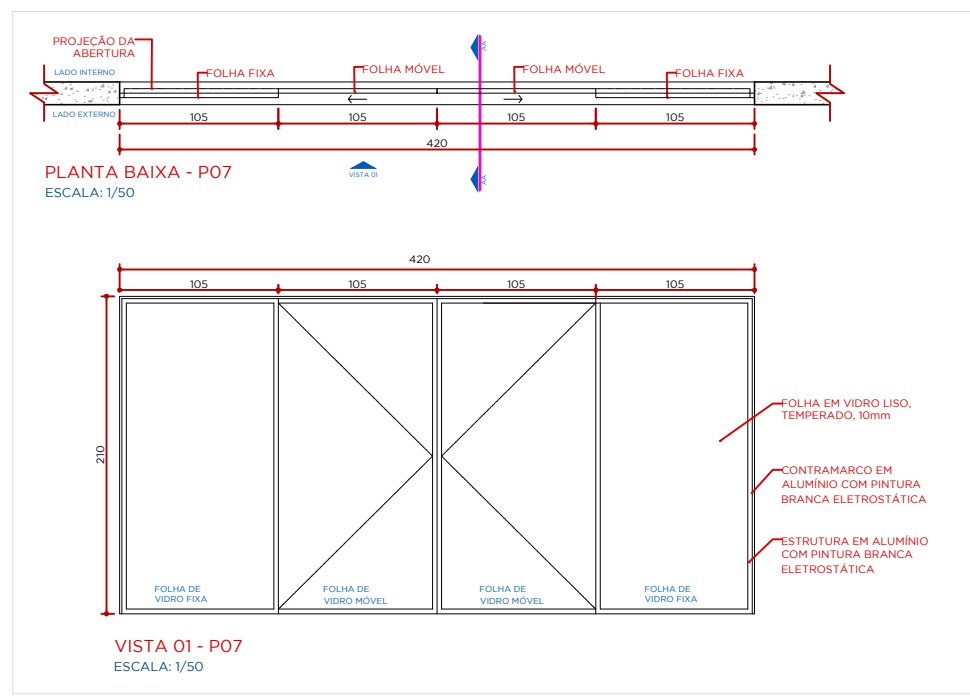 PROJEÇÃO DA
ABERTURA
LADO INTERNO
FOLHA FIXA
FOLHA MÓVEL
FOLHA MÓVEL
FOLHA FIXA
AA
LADO EXTERNO
105
105
105
105
420
PLANTA BAIXA - P07
ESCALA: 1/50
VISTA 01
AA
420
105
105
105
105
210
FOLHA EM VIDRO LISO,
TEMPERADO, 10mm
CONTRAMARCO EM
ALUMÍNIO COM PINTURA
BRANCA ELETROSTÁTICA
ESTRUTURA EM ALUMÍNIO
COM PINTURA BRANCA
ELETROSTÁTICA
FOLHA DE
VIDRO FIXA
FOLHA DE
VIDRO MÓVEL
FOLHA DE
VIDRO MÓVEL
FOLHA DE
VIDRO FIXA
VISTA 01 - P07
ESCALA: 1/50